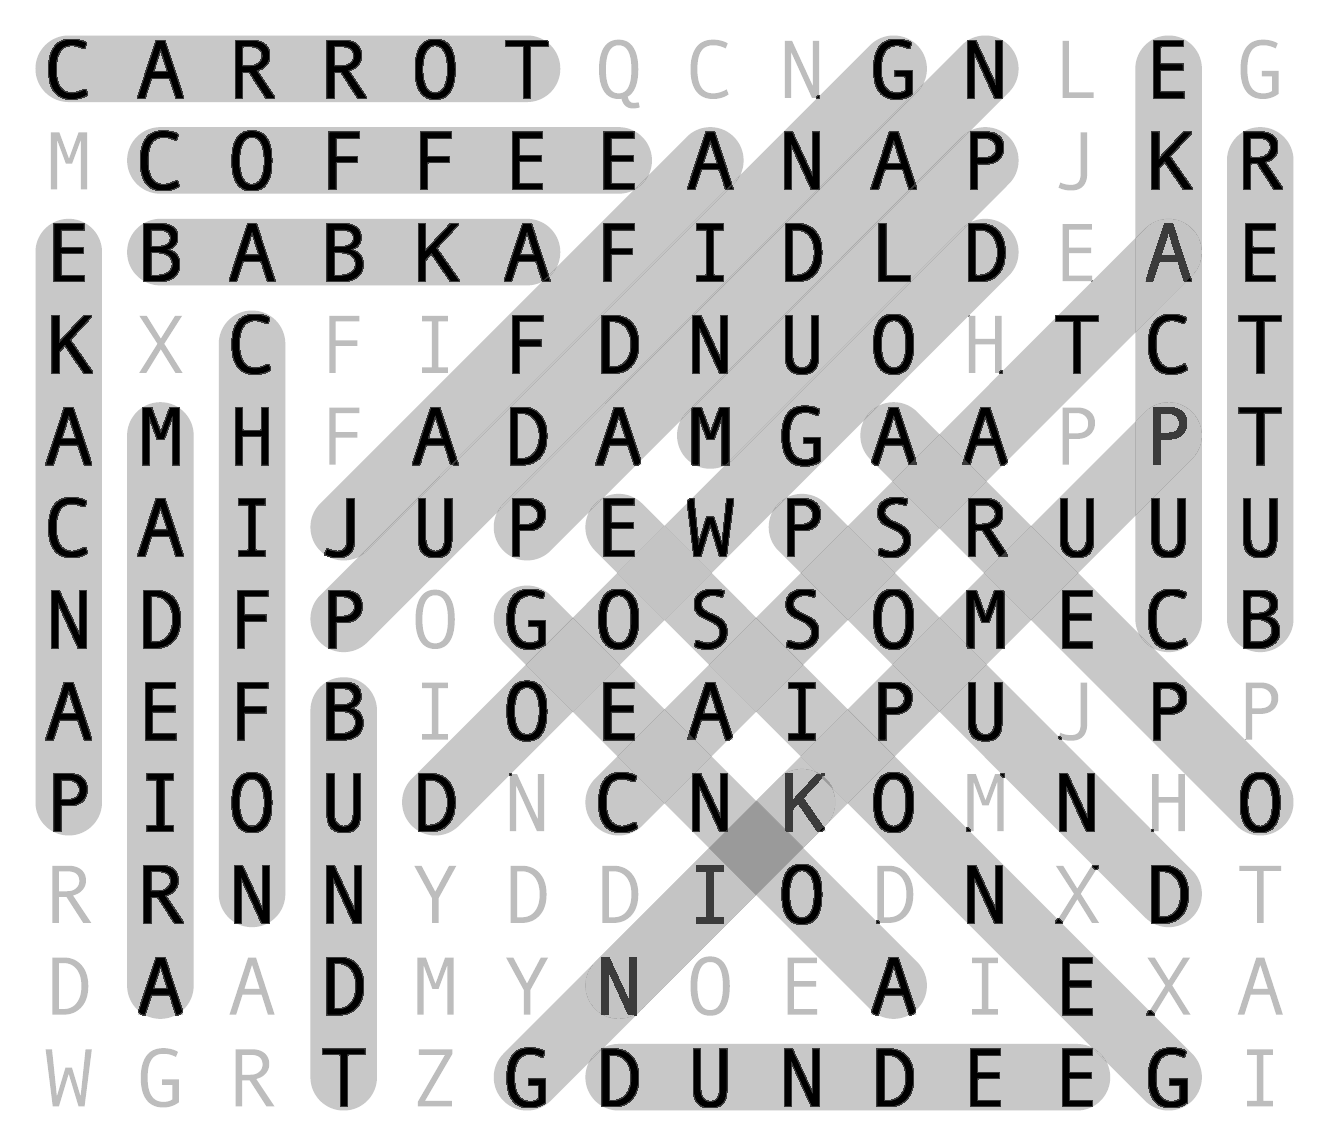 C A R R O T Q C N G N L E G
M C O F F E E A N A P J K R
E B A B K A F I D L D E A E
K X C F I F D N U O H T C T
A M H F A D A M G A A P P T
C A I J U P E W P S R U U U
N D F P O G O S S O M E C B
A E F B I O E A I P U J P P
P I O U D N C N K O M N H O
R R N N Y D D I O D N X D T
D A A D M Y N O E A I E X A
W G R T Z G D U N D E E G I